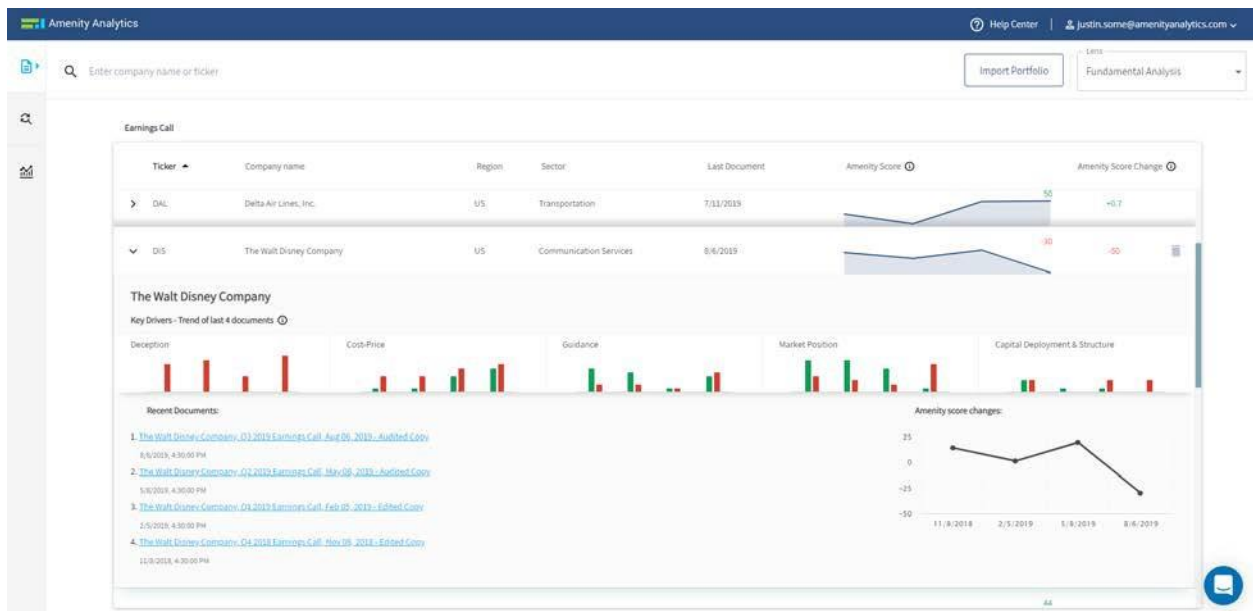 Amenity Analytics
Help Center | justin.some@amenityanalytics.com
Enter company name or ticker
Import Portfolio
Lens
Fundamental Analysis
Earnings Call
Ticker Company name Region Sector Last Document Amenity Score Amenity Score Change
DAL Delta Air Lines, Inc. US Transportation 7/11/2019 50 +0.7
DIS The Walt Disney Company US Communication Services 8/6/2019 -30 -50
The Walt Disney Company
Key Drivers - Trend of last 4 documents
Deception Cost-Price Guidance Market Position Capital Deployment & Structure
Recent Documents:
1. The Walt Disney Company, Q3 2019 Earnings Call, Aug 06, 2019 - Audited Copy
8/6/2019, 4:30:00 PM
2. The Walt Disney Company, Q2 2019 Earnings Call, May 08, 2019 - Audited Copy
5/8/2019, 4:30:00 PM
3. The Walt Disney Company, Q1 2019 Earnings Call, Feb 05, 2019 - Edited Copy
2/5/2019, 4:30:00 PM
4. The Walt Disney Company, Q4 2018 Earnings Call, Nov 08, 2018 - Edited Copy
11/8/2018, 4:30:00 PM
Amenity score changes:
25
0
-25
-50
11/8/2018 2/5/2019 5/8/2019 8/6/2019
44